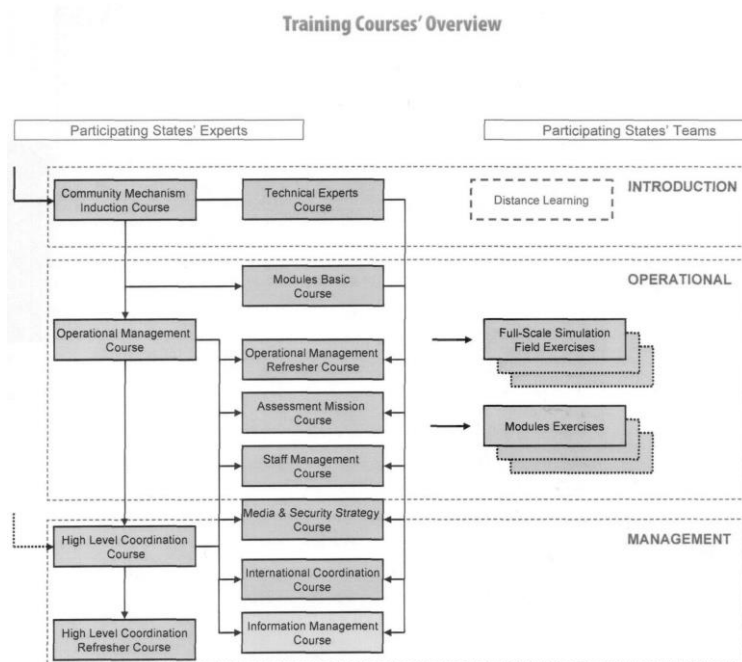 Training Courses' Overview
Participating States' Experts
Participating States' Teams
INTRODUCTION
Community Mechanism
Induction Course
Technical Experts
Course
Distance Learning
OPERATIONAL
Modules Basic
Course
Operational Management
Course
Full-Scale Simulation
Field Exercises
Operational Management
Refresher Course
Assessment Mission
Course
Modules Exercises
Staff Management
Course
Media & Security Strategy
Course
MANAGEMENT
High Level Coordination
Course
International Coordination
Course
High Level Coordination
Refresher Course
Information Management
Course